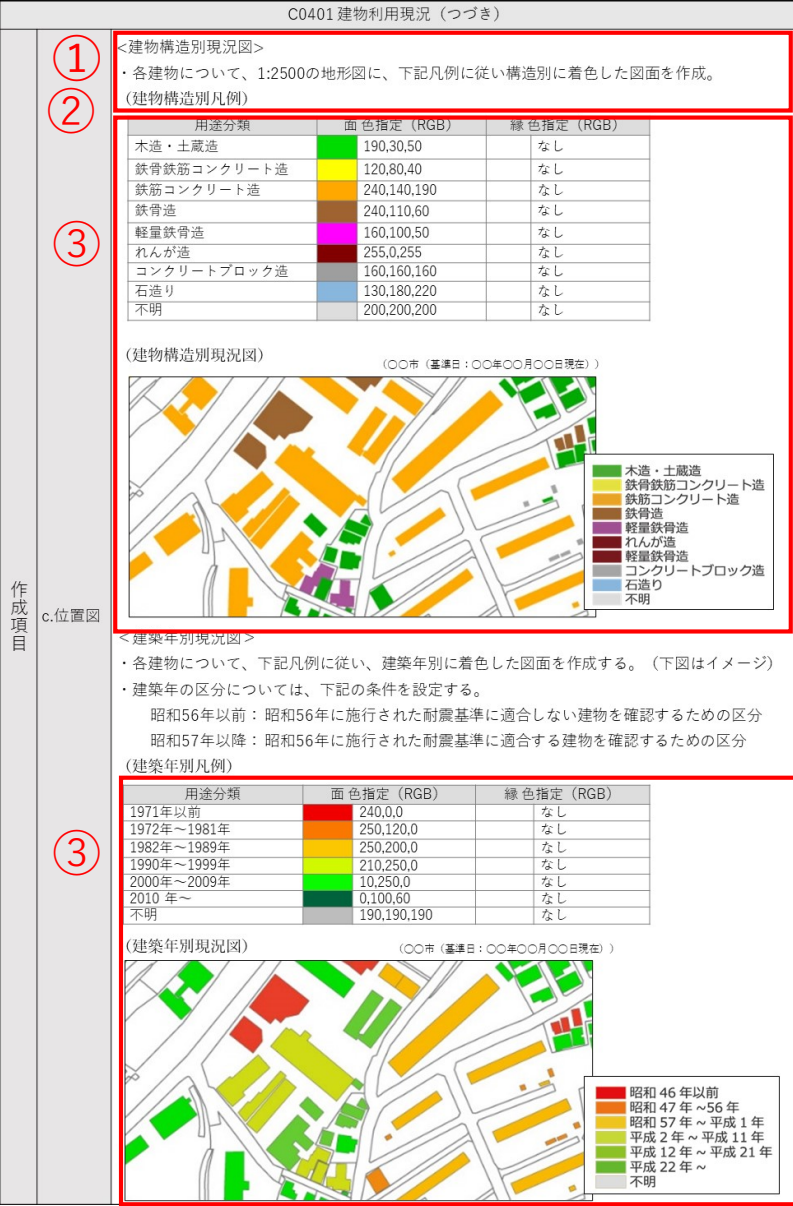 C0401 建物利用現況（つづき）
作成項目
c.位置図
①
<建物構造別現況図>
・各建物について、1:2500の地形図に、下記凡例に従い構造別に着色した図面を作成。
②
（建物構造別凡例）
③
用途分類 面 色指定（RGB） 縁 色指定（RGB）
木造・土蔵造 190,30,50 なし
鉄骨鉄筋コンクリート造 120,80,40 なし
鉄筋コンクリート造 240,140,190 なし
鉄骨造 240,110,60 なし
軽量鉄骨造 160,100,50 なし
れんが造 255,0,255 なし
コンクリートブロック造 160,160,160 なし
石造り 130,180,220 なし
不明 200,200,200 なし
（建物構造別現況図）
（〇〇市（基準日：〇〇年〇〇月〇〇日現在））
木造・土蔵造
鉄骨鉄筋コンクリート造
鉄筋コンクリート造
鉄骨造
軽量鉄骨造
れんが造
軽量鉄骨造
コンクリートブロック造
石造り
不明
<建築年別現況図>
・各建物について、下記凡例に従い、建築年別に着色した図面を作成する。（下図はイメージ）
・建築年の区分については、下記の条件を設定する。
昭和56年以前：昭和56年に施行された耐震基準に適合しない建物を確認するための区分
昭和57年以降：昭和56年に施行された耐震基準に適合する建物を確認するための区分
（建築年別凡例）
③
用途分類 面 色指定（RGB） 縁 色指定（RGB）
1971年以前 240,0,0 なし
1972年～1981年 250,120,0 なし
1982年～1989年 250,200,0 なし
1990年～1999年 210,250,0 なし
2000年～2009年 10,250,0 なし
2010 年～ 0,100,60 なし
不明 190,190,190 なし
（建築年別現況図）
（〇〇市（基準日：〇〇年〇〇月〇〇日現在））
昭和 46 年以前
昭和 47 年 ~56 年
昭和 57 年 ~ 平成 1 年
平成 2 年 ~ 平成 11 年
平成 12 年 ~ 平成 21 年
平成 22 年 ~
不明